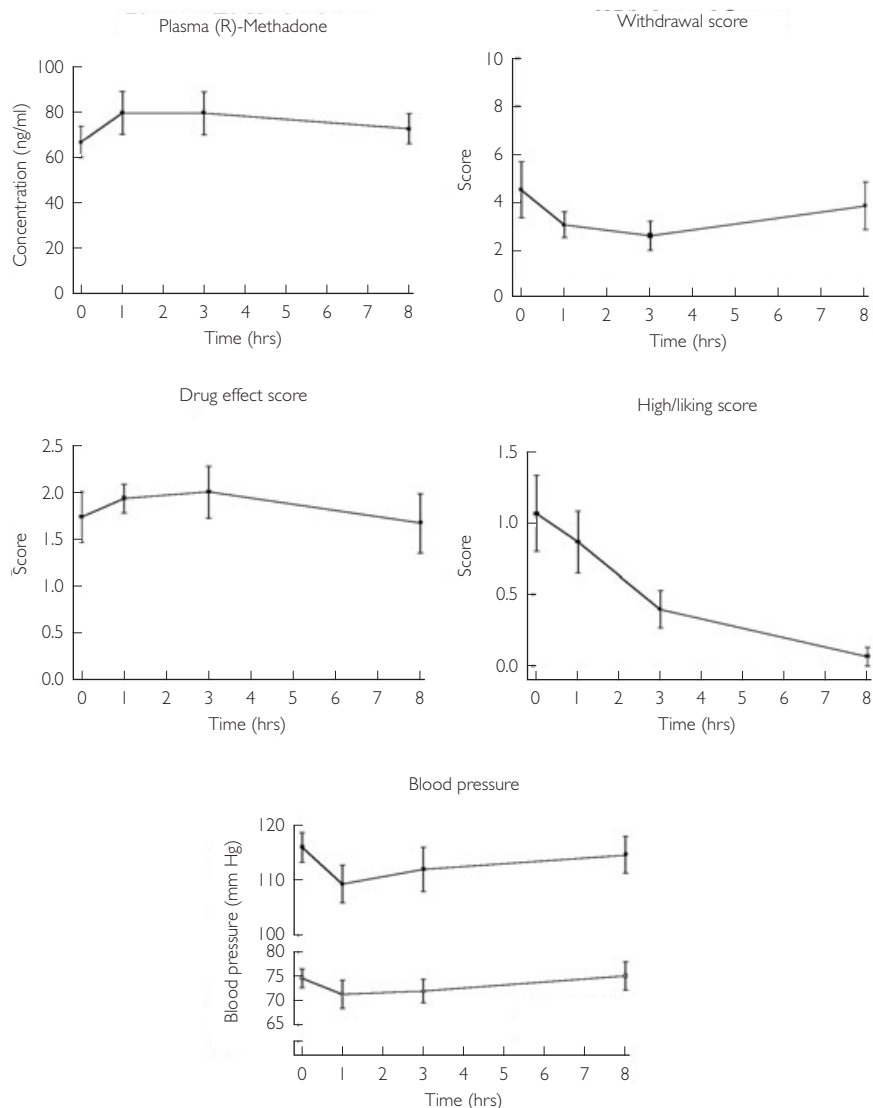 Plasma (R)-Methadone
100
80
60
40
20
0
Concentration (ng/ml)
0 1 2 3 4 5 6 7 8
Time (hrs)
Withdrawal score
10
8
6
4
2
0
Score
0 1 2 3 4 5 6 7 8
Time (hrs)
Drug effect score
2.5
2.0
1.5
1.0
0.5
0.0
Score
0 1 2 3 4 5 6 7 8
Time (hrs)
High/liking score
1.5
1.0
0.5
0.0
Score
0 1 2 3 4 5 6 7 8
Time (hrs)
Blood pressure
120
110
100
80
75
70
65
Blood pressure (mm Hg)
0 1 2 3 4 5 6 7 8
Time (hrs)